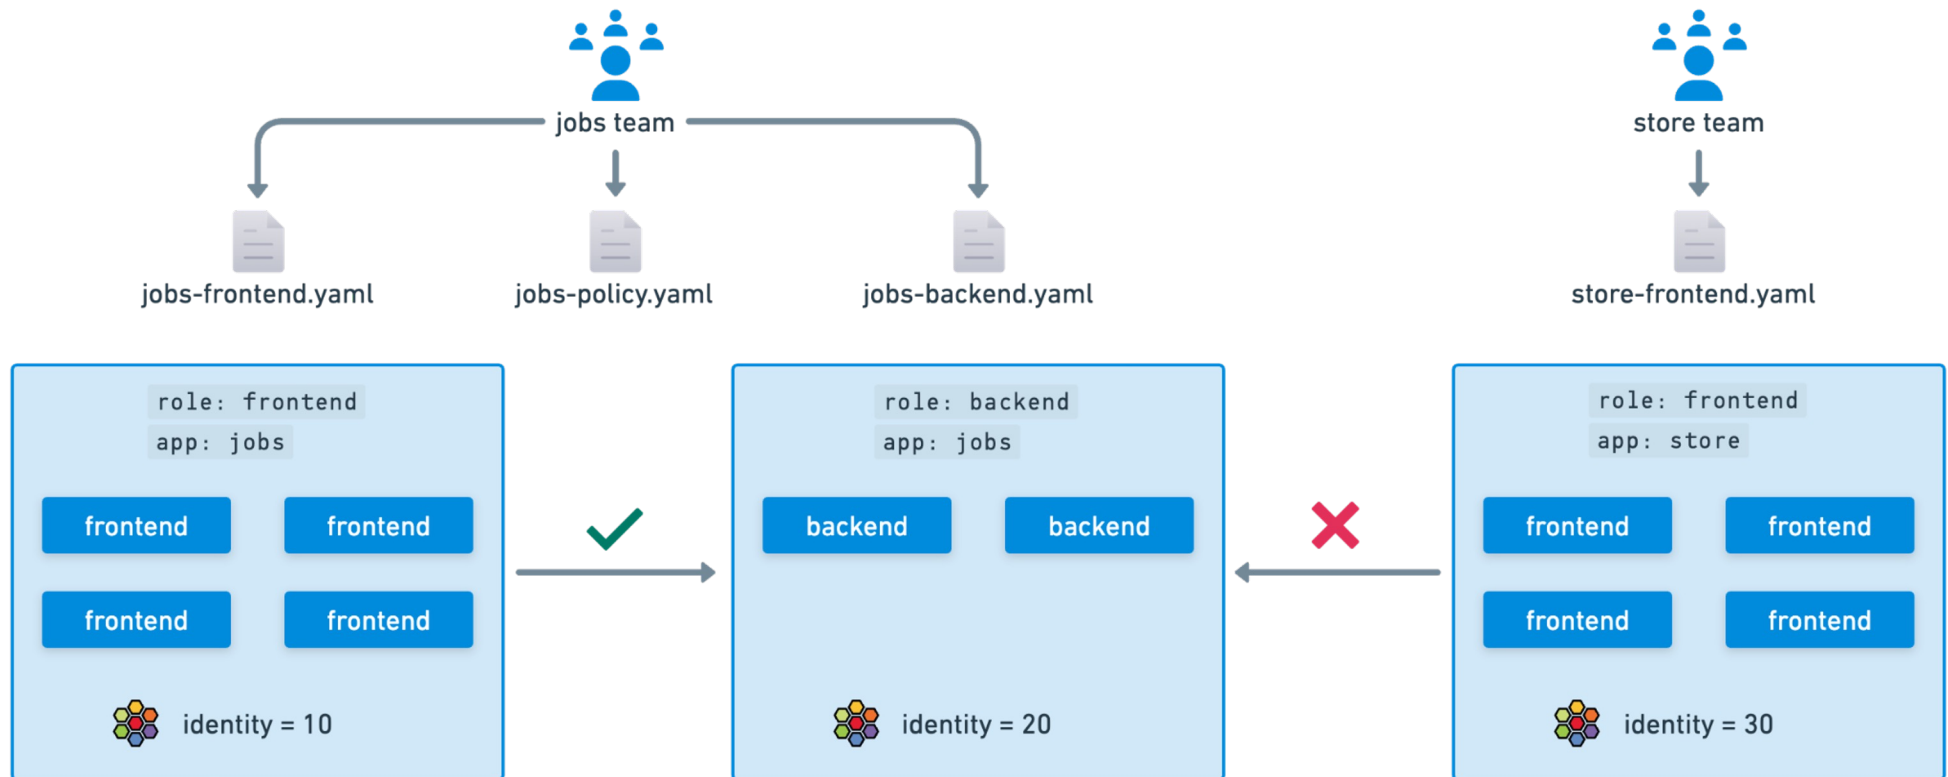 jobs team
store team
jobs-frontend.yaml
jobs-policy.yaml
jobs-backend.yaml
store-frontend.yaml
role: frontend
app: jobs
frontend
frontend
frontend
frontend
identity = 10
role: backend
app: jobs
backend
backend
identity = 20
role: frontend
app: store
frontend
frontend
frontend
frontend
identity = 30